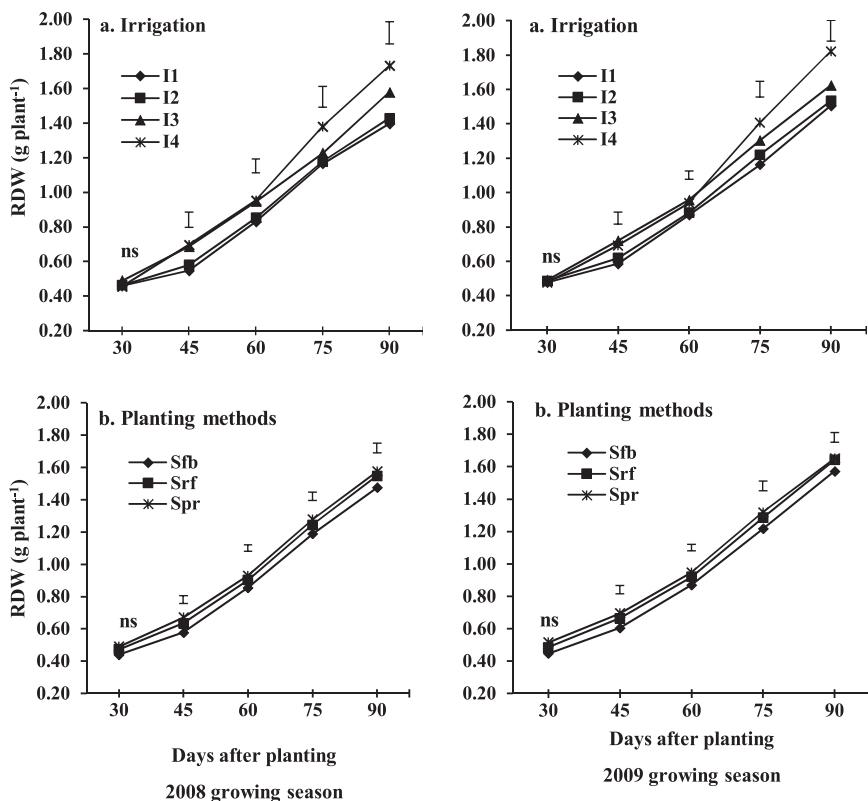 a. Irrigation
I1
I2
I3
I4
RDW (g plant⁻¹)
2.00
1.80
1.60
1.40
1.20
1.00
0.80
0.60
0.40
0.20
ns
30 45 60 75 90
a. Irrigation
I1
I2
I3
I4
RDW (g plant⁻¹)
2.00
1.80
1.60
1.40
1.20
1.00
0.80
0.60
0.40
0.20
ns
30 45 60 75 90
b. Planting methods
Sfb
Srf
Spr
RDW (g plant⁻¹)
2.00
1.80
1.60
1.40
1.20
1.00
0.80
0.60
0.40
0.20
ns
30 45 60 75 90
Days after planting
2008 growing season
b. Planting methods
Sfb
Srf
Spr
RDW (g plant⁻¹)
2.00
1.80
1.60
1.40
1.20
1.00
0.80
0.60
0.40
0.20
ns
30 45 60 75 90
Days after planting
2009 growing season